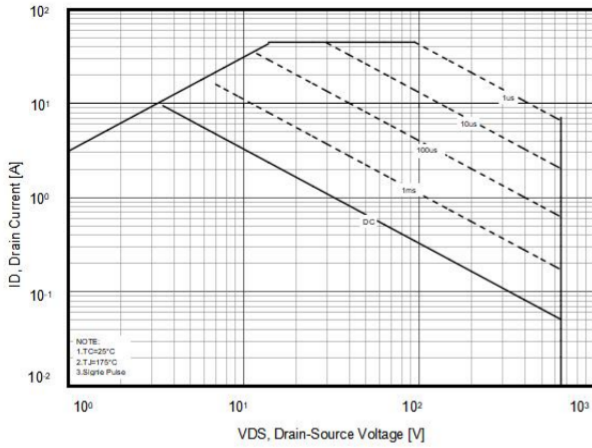 10²
10¹
10⁰
10⁻¹
10⁻²
ID, Drain Current [A]
1us
10us
100us
1ms
DC
NOTE:
1.TC=25°C
2.TJ=175°C
3.Signle Pulse
10⁰
10¹
10²
10³
VDS, Drain-Source Voltage [V]